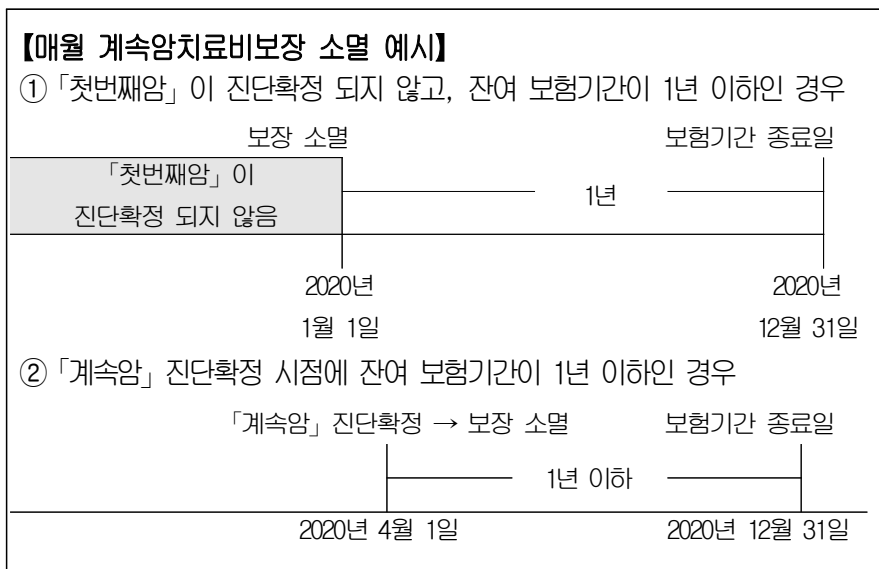 【매월 계속암치료비보장 소멸 예시】
①「첫번째암」이 진단확정 되지 않고, 잔여 보험기간이 1년 이하인 경우
보장 소멸 보험기간 종료일
「첫번째암」이
진단확정 되지 않음
1년
2020년 2020년
1월 1일 12월 31일
②「계속암」진단확정 시점에 잔여 보험기간이 1년 이하인 경우
「계속암」진단확정 → 보장 소멸 보험기간 종료일
1년 이하
2020년 4월 1일 2020년 12월 31일